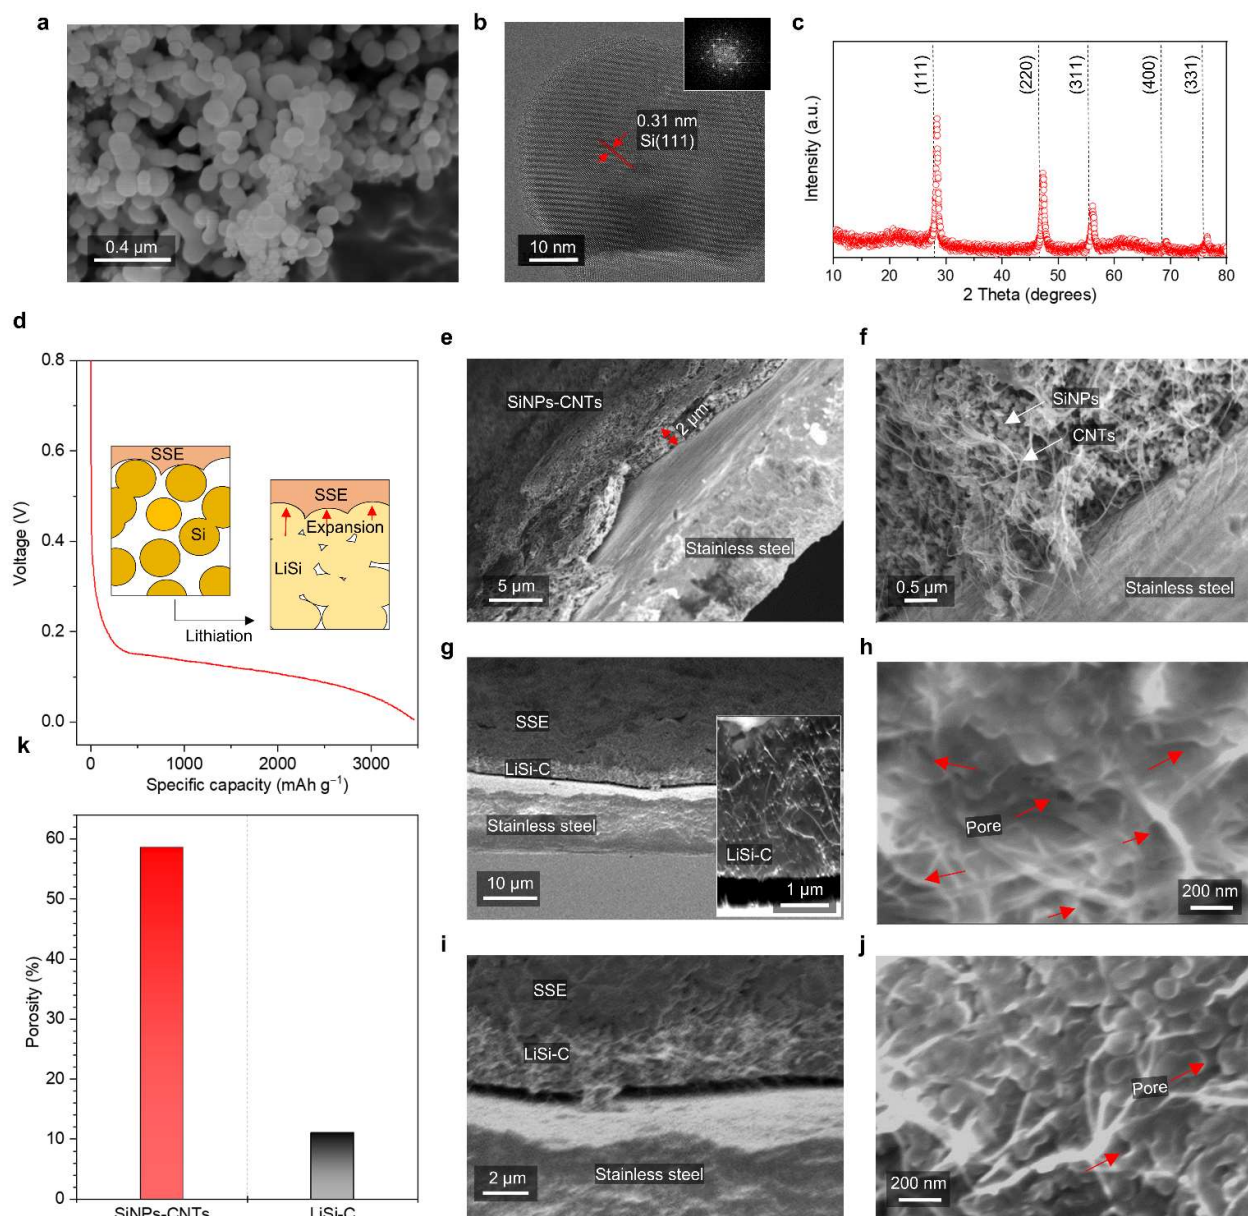 a
0.4 μm
b
0.31 nm
Si(111)
10 nm
c
(111)
(220)
(311)
(400)
(331)
Intensity (a.u.)
10
20
30
40
50
60
70
80
2 Theta (degrees)
d
0.8
0.6
0.4
0.2
0.0
Voltage (V)
SSE
Si
Lithiation
SSE
Expansion
LiSi
0
1000
2000
3000
Specific capacity (mAh g⁻¹)
e
SiNPs-CNTs
2 μm
Stainless steel
5 μm
f
SiNPs
CNTs
Stainless steel
0.5 μm
g
SSE
LiSi-C
Stainless steel
10 μm
LiSi-C
1 μm
h
Pore
200 nm
i
SSE
LiSi-C
Stainless steel
2 μm
j
Pore
200 nm
k
60
50
40
30
20
10
0
Porosity (%)
SiNPs-CNTs
LiSi-C